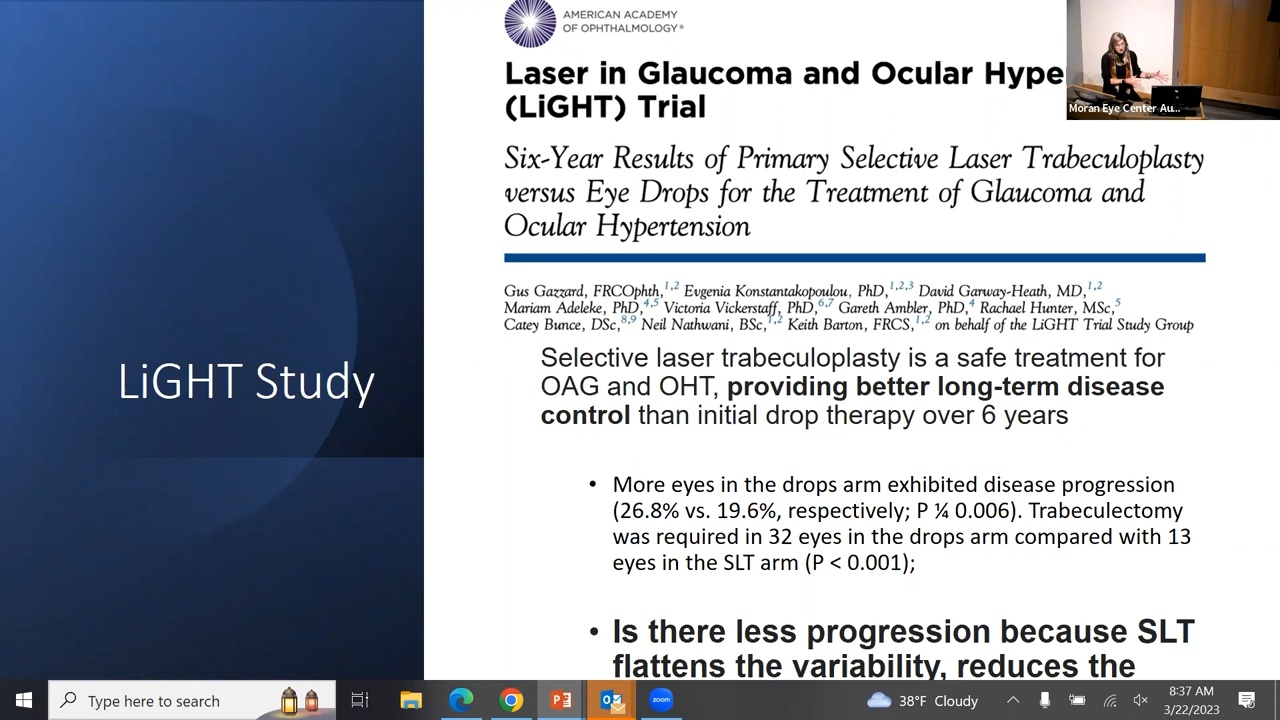 AMERICAN ACADEMY
OF OPHTHALMOLOGY®
Laser in Glaucoma and Ocular Hype
(LiGHT) Trial
Moran Eye Center Au...
Six-Year Results of Primary Selective Laser Trabeculoplasty
versus Eye Drops for the Treatment of Glaucoma and
Ocular Hypertension
Gus Gazzard, FRCOphth,1,2 Evgenia Konstantakopoulou, PhD,1,2,3 David Garway-Heath, MD,1,2
Mariam Adeleke, PhD,4,5 Victoria Vickerstaff, PhD,6,7 Gareth Ambler, PhD,4 Rachael Hunter, MSc,5
Catey Bunce, DSc,8,9 Neil Nathwani, BSc,1,2 Keith Barton, FRCS,1,2 on behalf of the LiGHT Trial Study Group
LiGHT Study
Selective laser trabeculoplasty is a safe treatment for
OAG and OHT, providing better long-term disease
control than initial drop therapy over 6 years
• More eyes in the drops arm exhibited disease progression
(26.8% vs. 19.6%, respectively; P ¼ 0.006). Trabeculectomy
was required in 32 eyes in the drops arm compared with 13
eyes in the SLT arm (P < 0.001);
• Is there less progression because SLT
flattens the variability, reduces the
Type here to search
zoom
38°F Cloudy
8:37 AM
3/22/2023